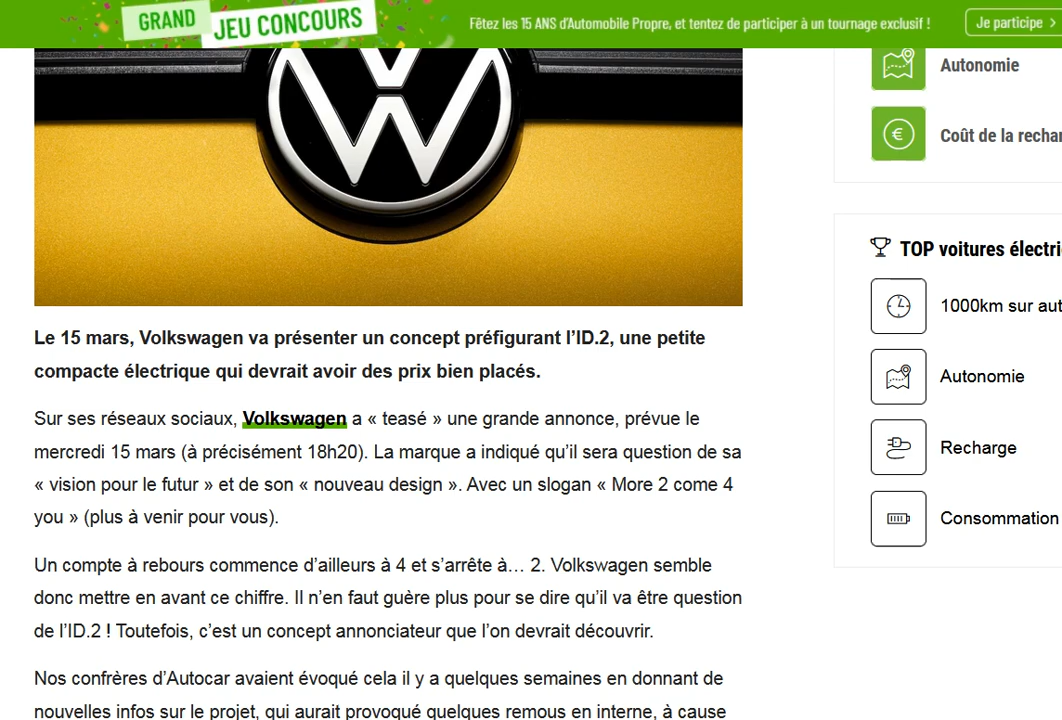 GRAND
JEU CONCOURS
Fêtez les 15 ANS d'Automobile Propre, et tentez de participer à un tournage exclusif !
Je participe >
Le 15 mars, Volkswagen va présenter un concept préfigurant l’ID.2, une petite
compacte électrique qui devrait avoir des prix bien placés.
Sur ses réseaux sociaux, Volkswagen a « teasé » une grande annonce, prévue le
mercredi 15 mars (à précisément 18h20). La marque a indiqué qu’il sera question de sa
« vision pour le futur » et de son « nouveau design ». Avec un slogan « More 2 come 4
you » (plus à venir pour vous).
Un compte à rebours commence d’ailleurs à 4 et s’arrête à… 2. Volkswagen semble
donc mettre en avant ce chiffre. Il n’en faut guère plus pour se dire qu’il va être question
de l’ID.2 ! Toutefois, c’est un concept annonciateur que l’on devrait découvrir.
Nos confrères d’Autocar avaient évoqué cela il y a quelques semaines en donnant de
nouvelles infos sur le projet, qui aurait provoqué quelques remous en interne, à cause
Autonomie
€
Coût de la rechar
TOP voitures électri
1000km sur aut
Autonomie
Recharge
Consommation